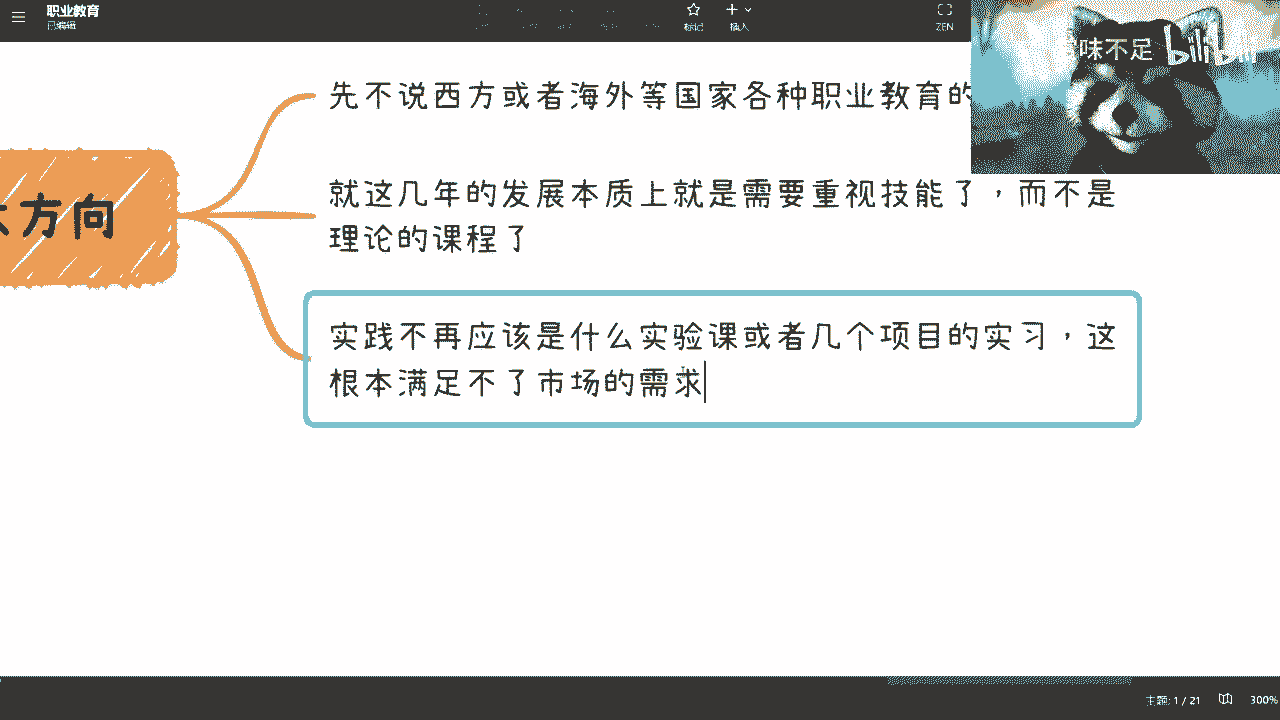 职业教育
已编辑
标记
插入
ZEN
味不足 bilibili
先不说西方或者海外等国家各种职业教育的
大方向
就这几年的发展本质上就是需要重视技能了，而不是
理论的课程了
实践不再应该是什么实验课或者几个项目的实习，这
根本满足不了市场的需求
主题: 1 / 21
300%